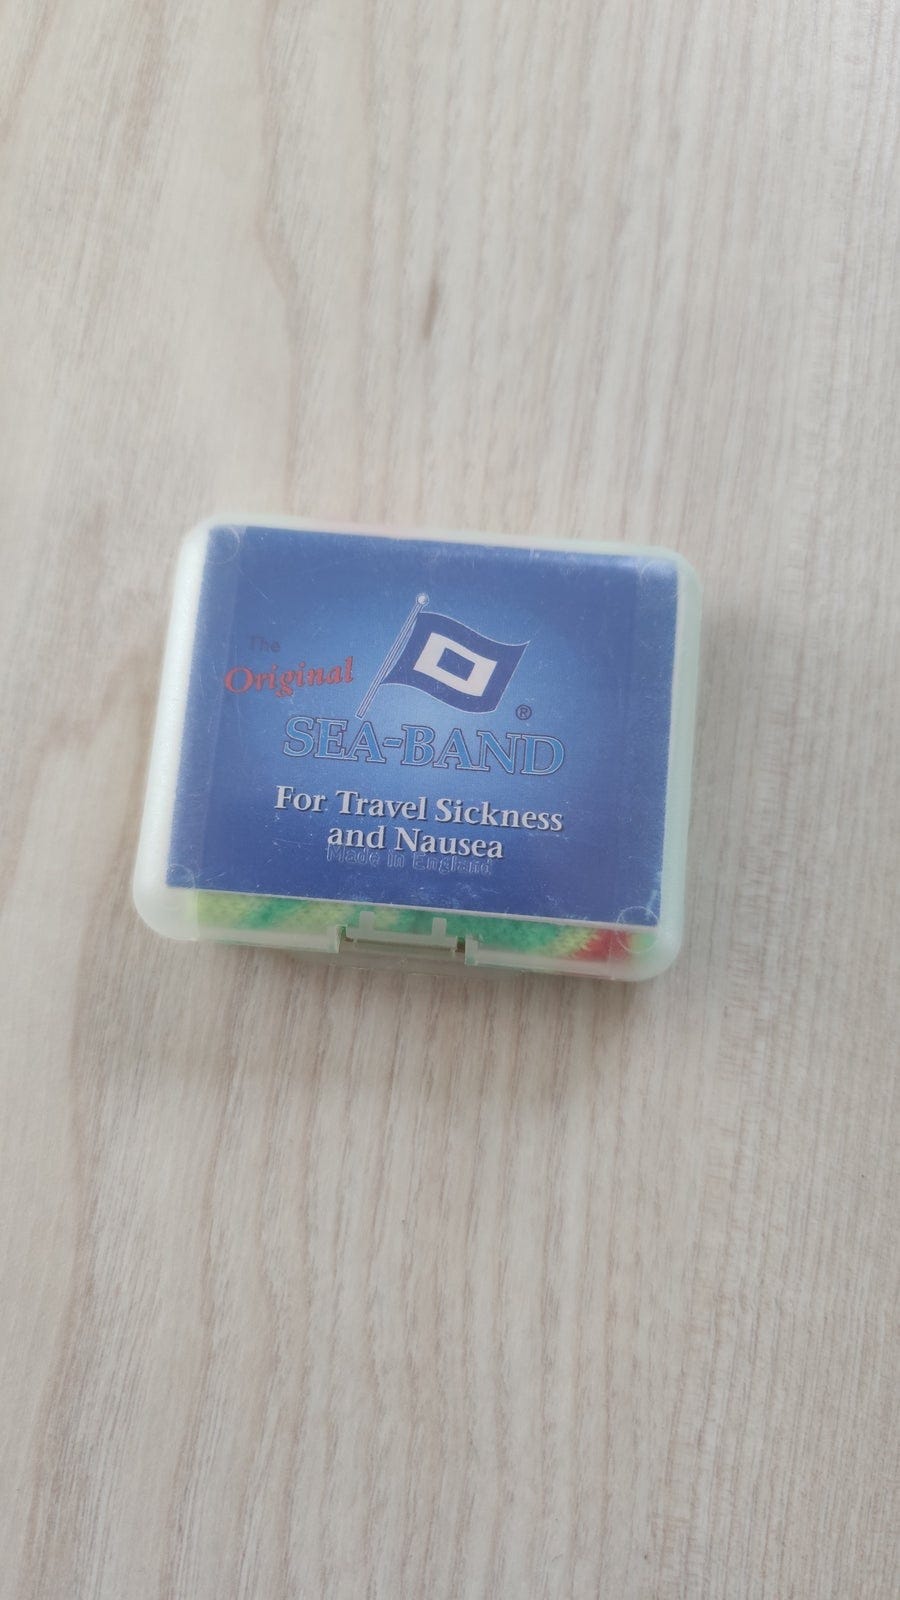 The
Original
®
SEA-BAND
For Travel Sickness
and Nausea
Made in England